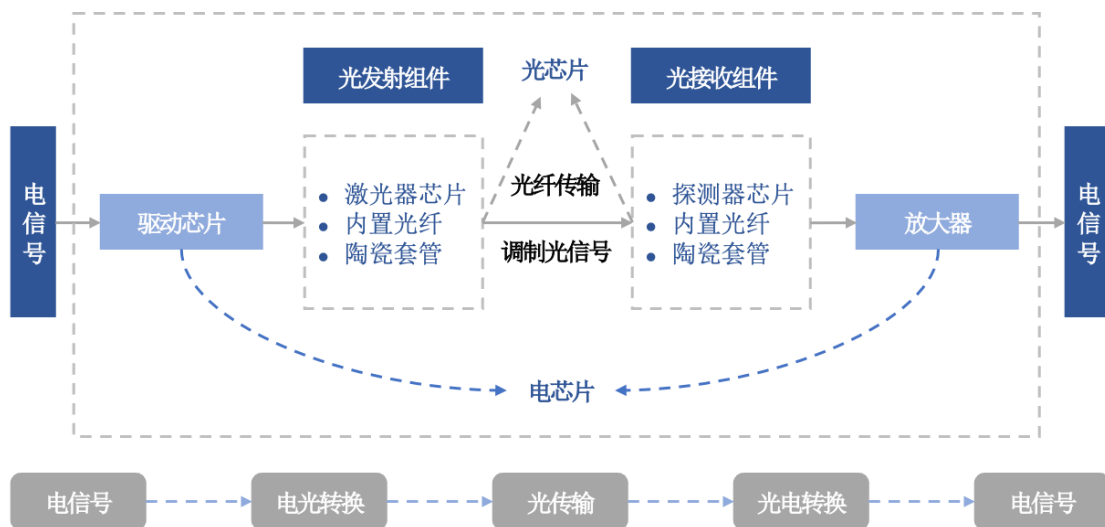 光发射组件
光芯片
光接收组件
电信号
驱动芯片
• 激光器芯片
• 内置光纤
• 陶瓷套管
光纤传输
调制光信号
• 探测器芯片
• 内置光纤
• 陶瓷套管
放大器
电信号
电芯片
电信号
电光转换
光传输
光电转换
电信号